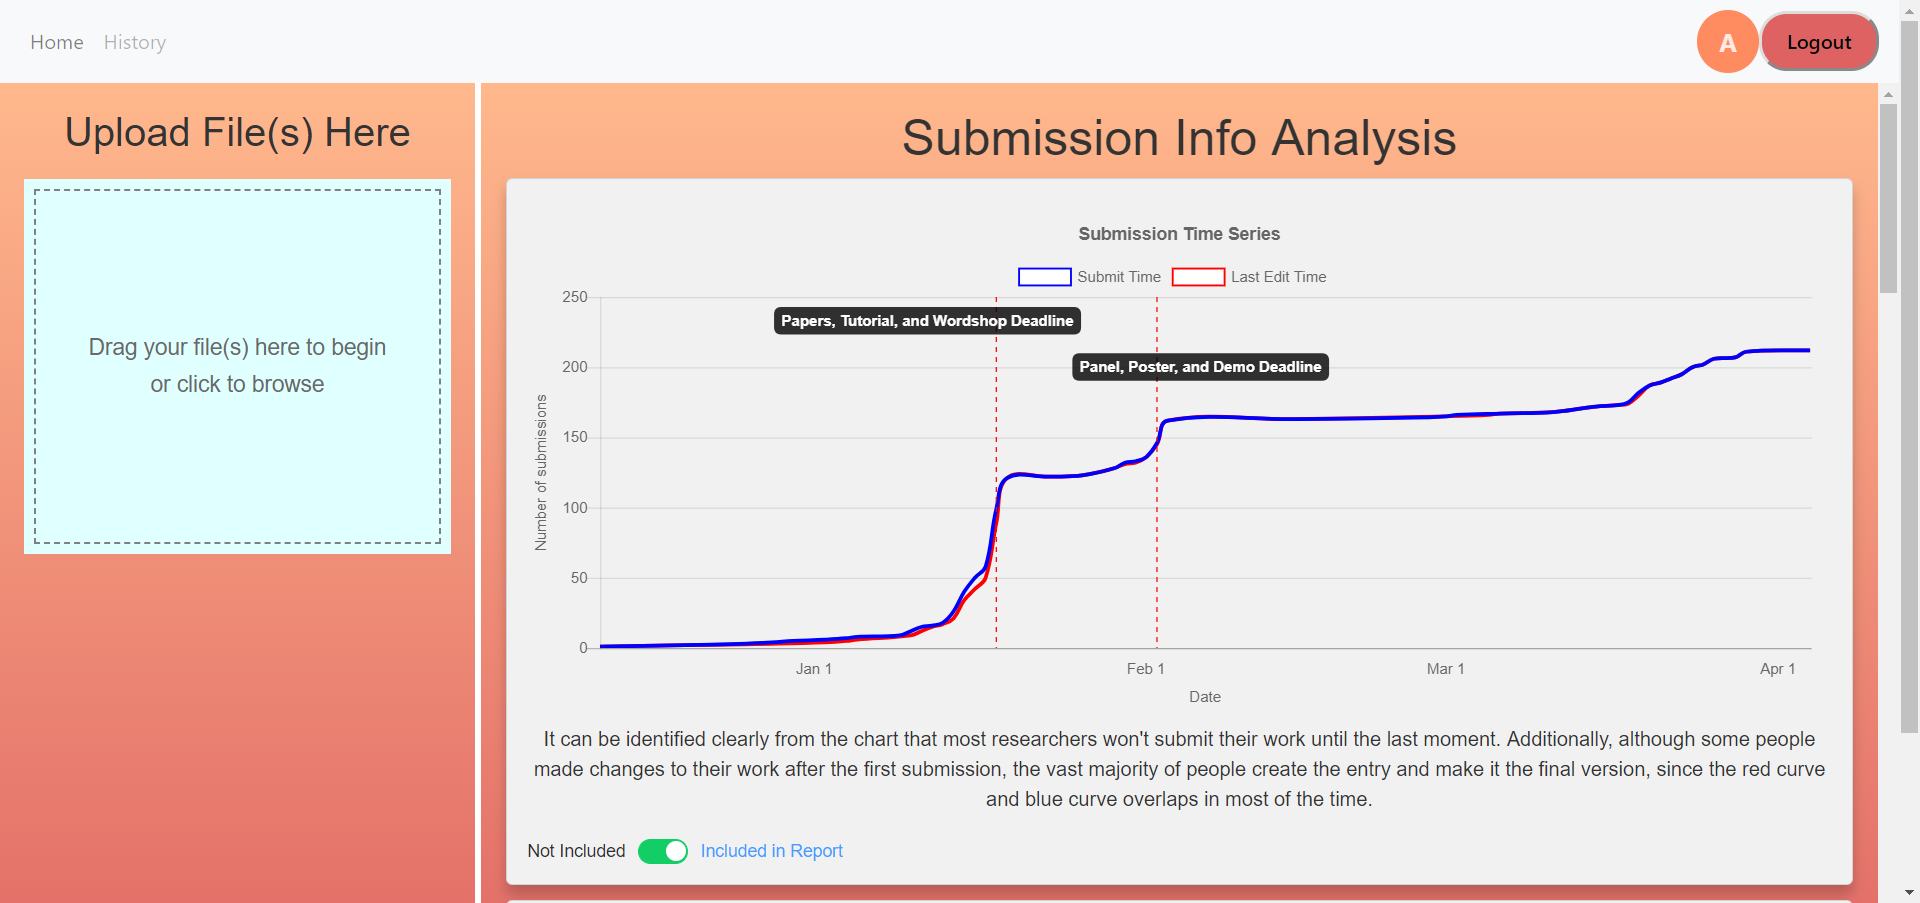 Home History
A Logout
Upload File(s) Here
Drag your file(s) here to begin
or click to browse
Submission Info Analysis
Submission Time Series
Submit Time Last Edit Time
Papers, Tutorial, and Wordshop Deadline
Panel, Poster, and Demo Deadline
Number of submissions
250
200
150
100
50
0
Jan 1 Feb 1 Mar 1 Apr 1
Date
It can be identified clearly from the chart that most researchers won't submit their work until the last moment. Additionally, although some people
made changes to their work after the first submission, the vast majority of people create the entry and make it the final version, since the red curve
and blue curve overlaps in most of the time.
Not Included Included in Report